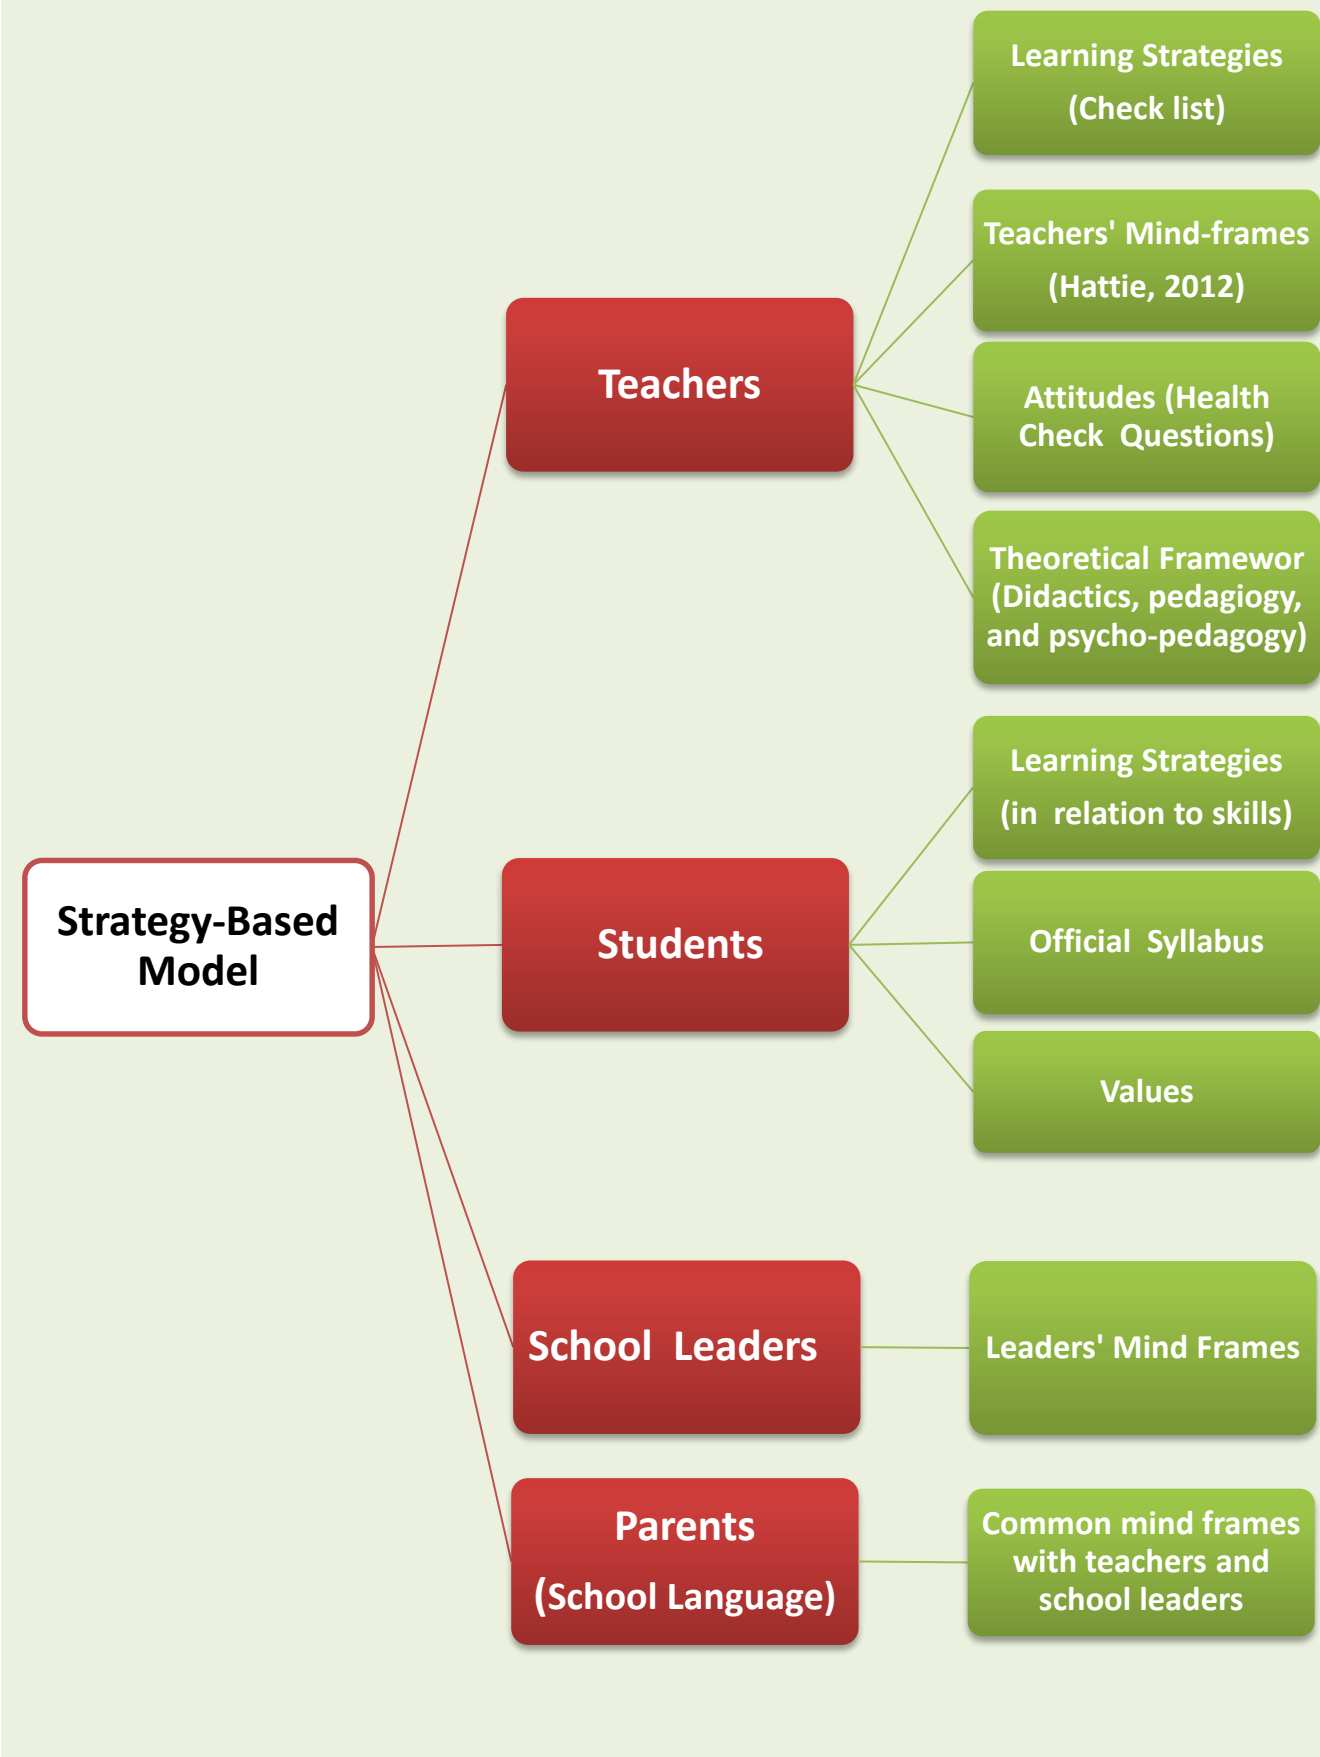 Learning Strategies
(Check list)
Teachers' Mind-frames
(Hattie, 2012)
Teachers
Attitudes (Health
Check Questions)
Theoretical Framewor
(Didactics, pedagiogy,
and psycho-pedagogy)
Learning Strategies
(in relation to skills)
Strategy-Based
Model
Students
Official Syllabus
Values
School Leaders
Leaders' Mind Frames
Parents
(School Language)
Common mind frames
with teachers and
school leaders